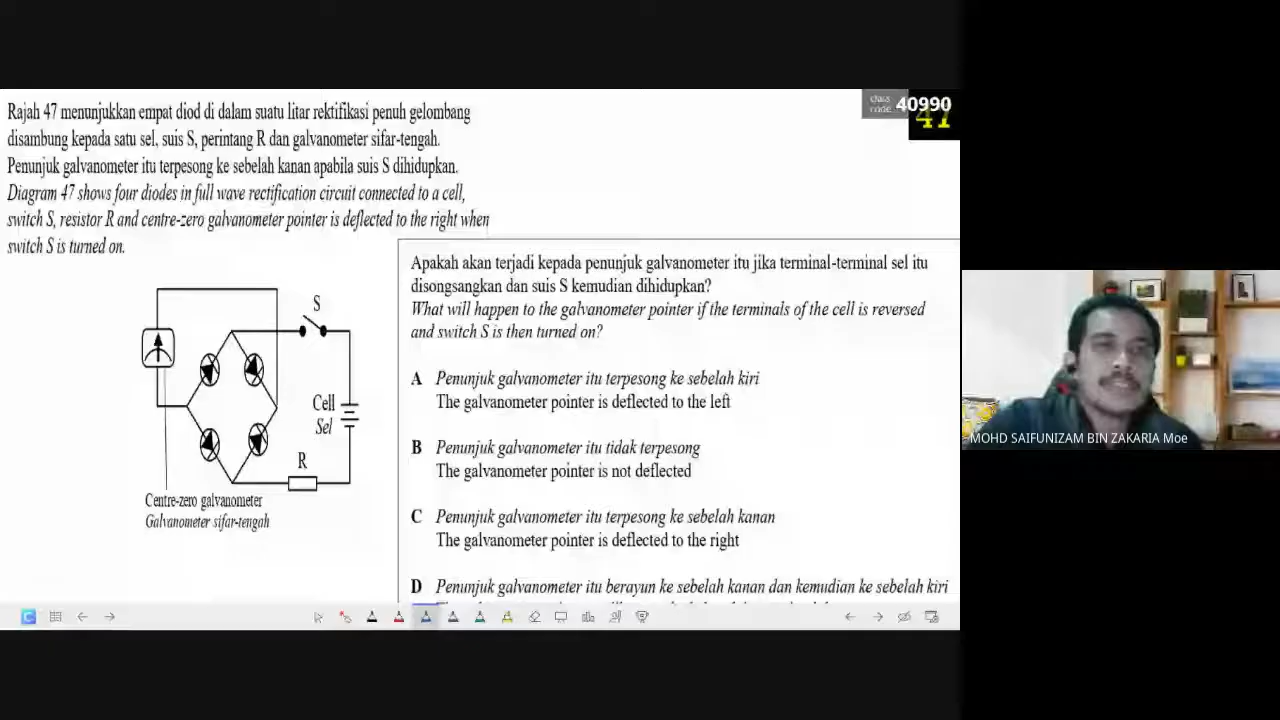 class code 40990
47
Rajah 47 menunjukkan empat diod di dalam suatu litar rektifikasi penuh gelombang
disambung kepada satu sel, suis S, perintang R dan galvanometer sifar-tengah.
Penunjuk galvanometer itu terpesong ke sebelah kanan apabila suis S dihidupkan.
Diagram 47 shows four diodes in full wave rectification circuit connected to a cell,
switch S, resistor R and centre-zero galvanometer pointer is deflected to the right when
switch S is turned on.
S
Cell
Sel
R
Centre-zero galvanometer
Galvanometer sifar-tengah
Apakah akan terjadi kepada penunjuk galvanometer itu jika terminal-terminal sel itu
disongsangkan dan suis S kemudian dihidupkan?
What will happen to the galvanometer pointer if the terminals of the cell is reversed
and switch S is then turned on?
A Penunjuk galvanometer itu terpesong ke sebelah kiri
The galvanometer pointer is deflected to the left
B Penunjuk galvanometer itu tidak terpesong
The galvanometer pointer is not deflected
C Penunjuk galvanometer itu terpesong ke sebelah kanan
The galvanometer pointer is deflected to the right
D Penunjuk galvanometer itu berayun ke sebelah kanan dan kemudian ke sebelah kiri
MOHD SAIFUNIZAM BIN ZAKARIA Moe